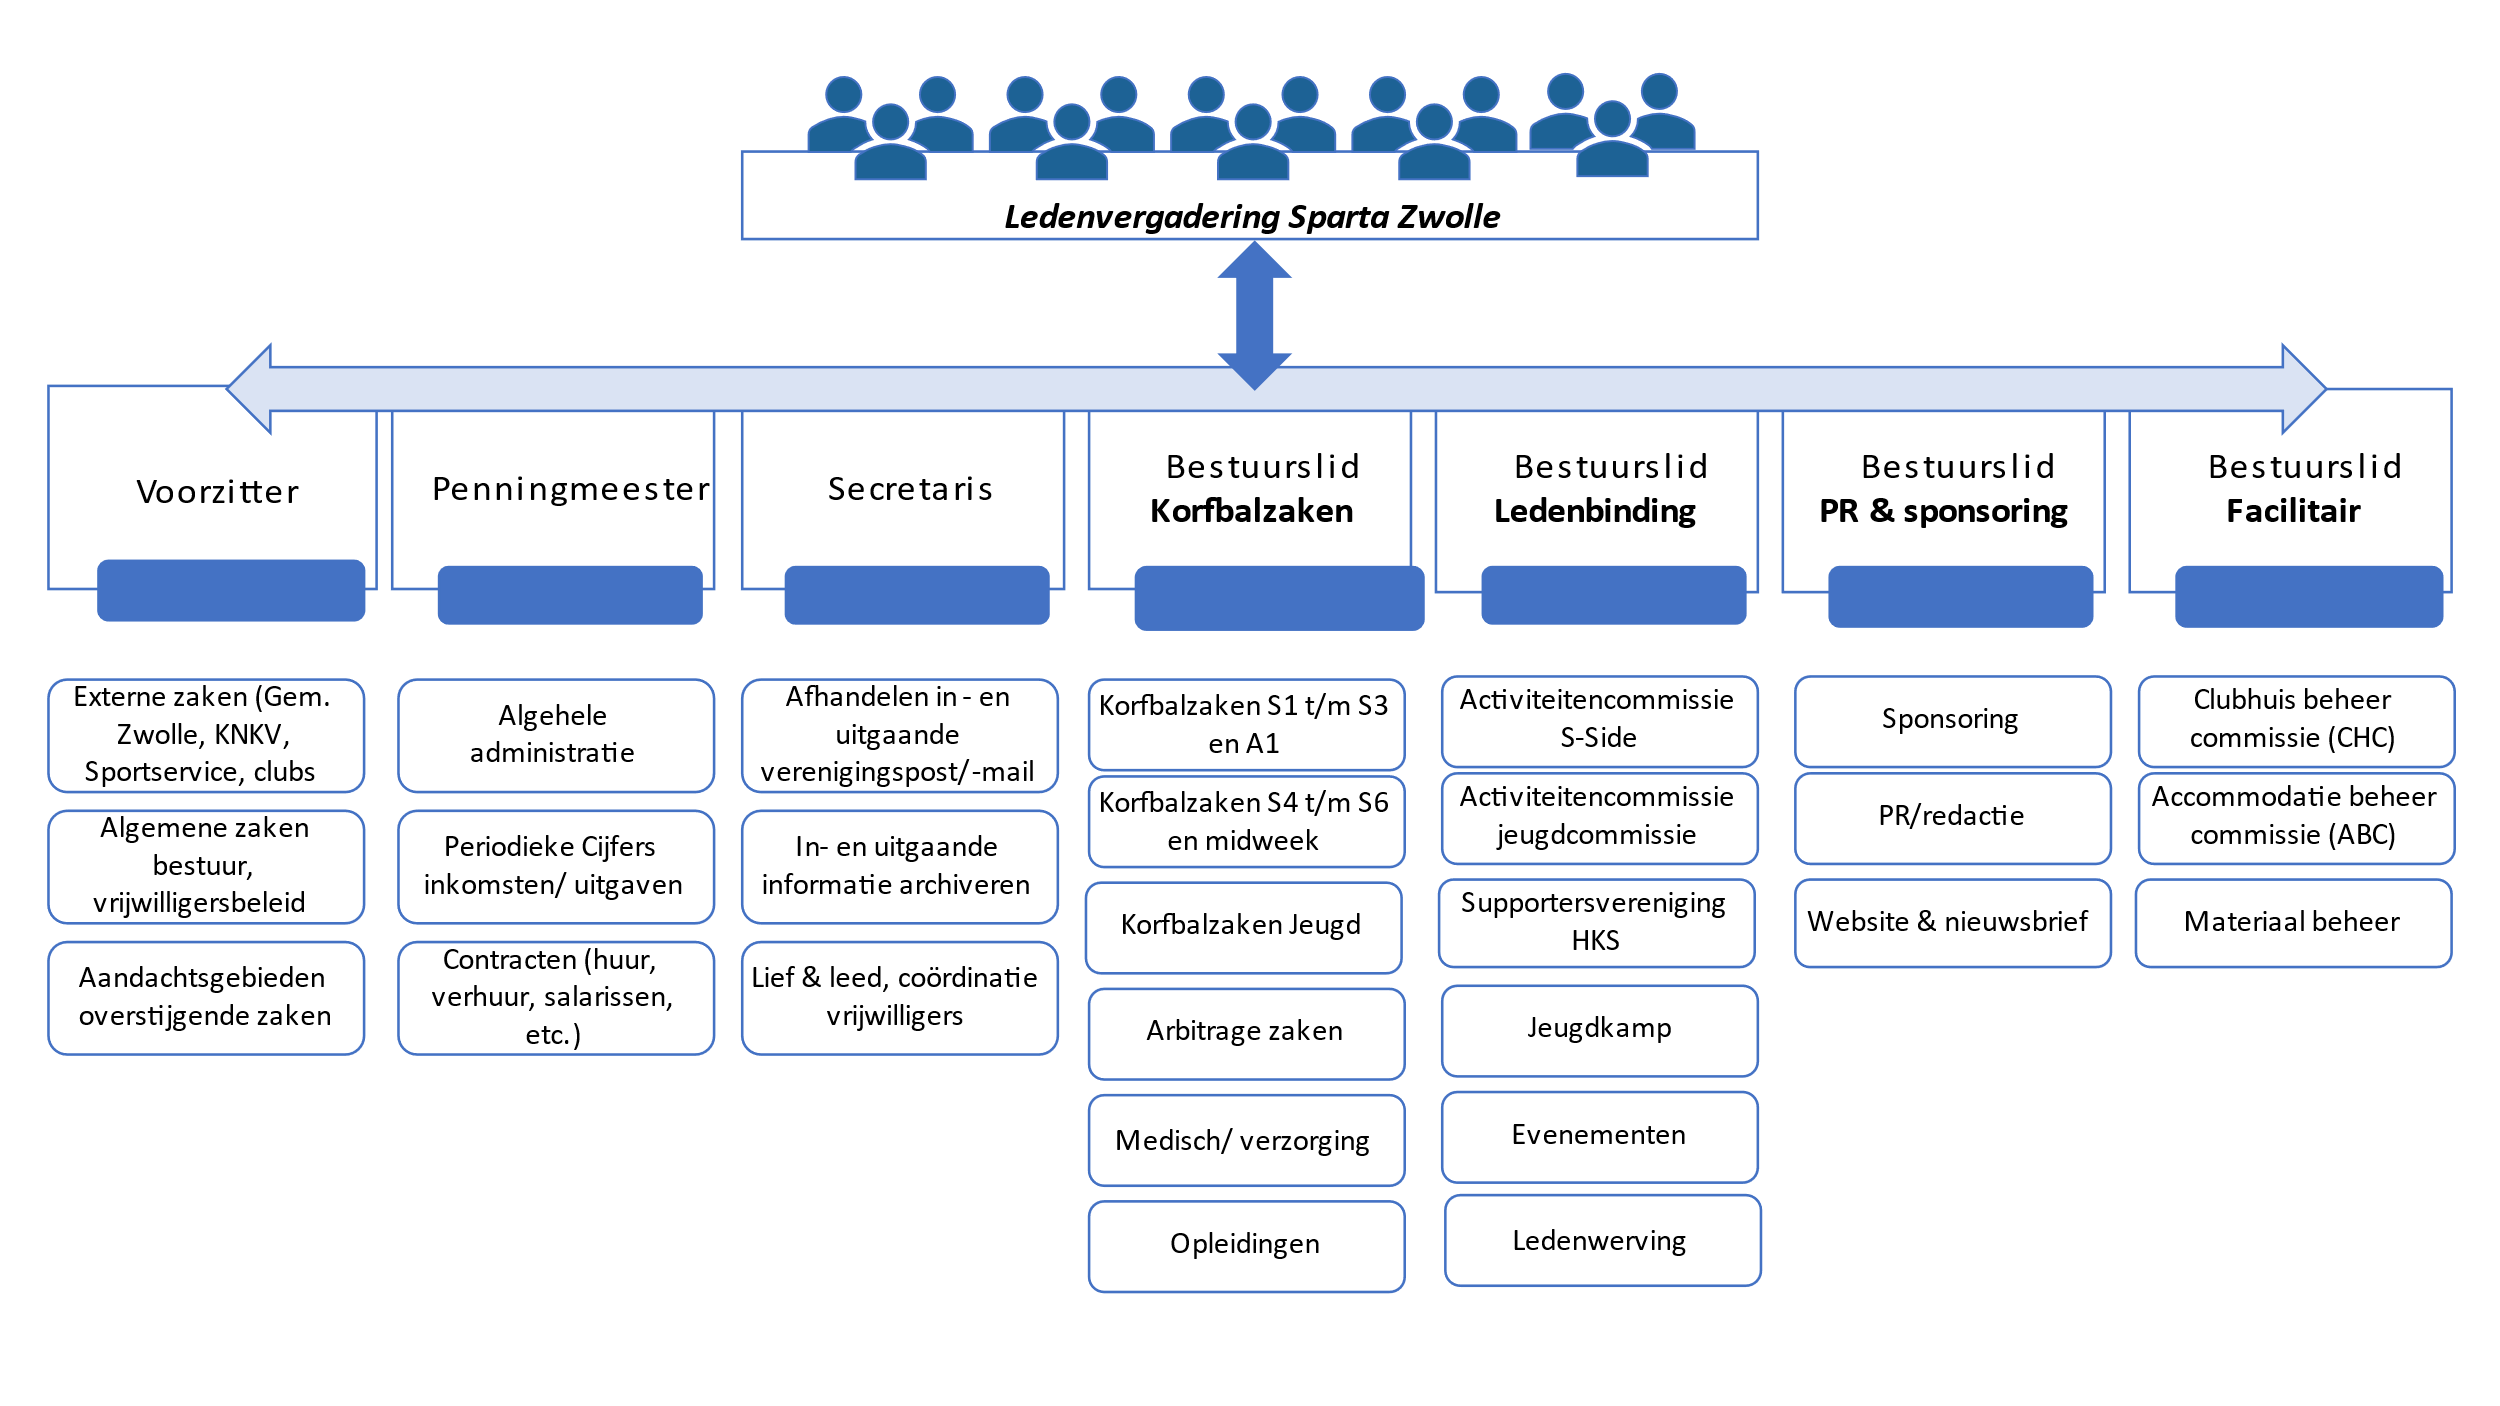 Ledenvergadering Sparta Zwolle
Voorzitter
Penningmeester
Secretaris
Bestuurslid
Korfbalzaken
Bestuurslid
Ledenbinding
Bestuurslid
PR & sponsoring
Bestuurslid
Facilitair
Externe zaken (Gem.
Zwolle, KNKV,
Sportservice, clubs
Algemene zaken
bestuur,
vrijwilligersbeleid
Aandachtsgebieden
overstijgende zaken
Algehele
administratie
Periodieke Cijfers
inkomsten/ uitgaven
Contracten (huur,
verhuur, salarissen,
etc.)
Afhandelen in- en
uitgaande
verenigingspost/-mail
In- en uitgaande
informatie archiveren
Lief & leed, coördinatie
vrijwilligers
Korfbalzaken S1 t/m S3
en A1
Korfbalzaken S4 t/m S6
en midweek
Korfbalzaken Jeugd
Arbitrage zaken
Medisch/ verzorging
Opleidingen
Activiteitencommissie
S-Side
Activiteitencommissie
jeugdcommissie
Supportersvereniging
HKS
Jeugdkamp
Evenementen
Ledenwerving
Sponsoring
PR/redactie
Website & nieuwsbrief
Clubhuis beheer
commissie (CHC)
Accommodatie beheer
commissie (ABC)
Materiaal beheer